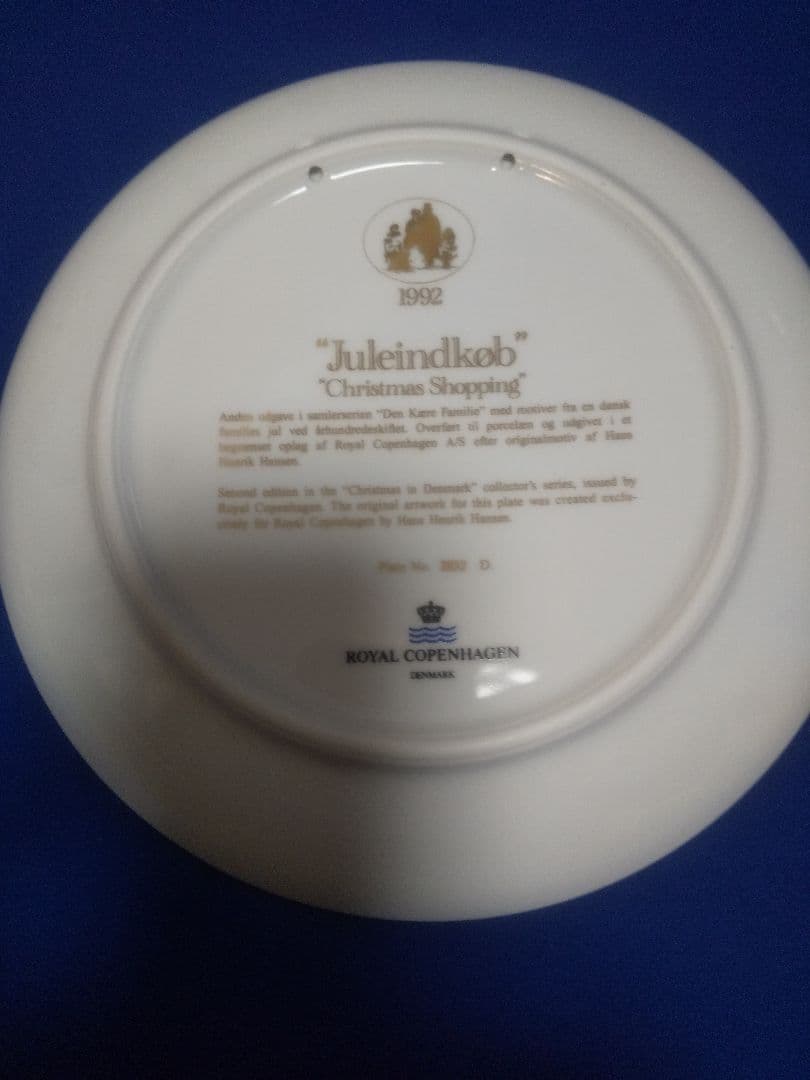 1992
"Juleindkøb"
"Christmas Shopping"
Anden udgave i samlerserien "Den Kære Familie" med motiver fra en dansk
families jul ved århundredeskiftet. Overført til porcelæn og udgivet i et
begrænset oplag af Royal Copenhagen A/S efter originalmotiv af Hans
Henrik Hansen.
Second edition in the "Christmas in Denmark" collector's series, issued by
Royal Copenhagen. The original artwork for this plate was created exclu-
sively for Royal Copenhagen by Hans Henrik Hansen.
Plate No. D.
ROYAL COPENHAGEN
DENMARK